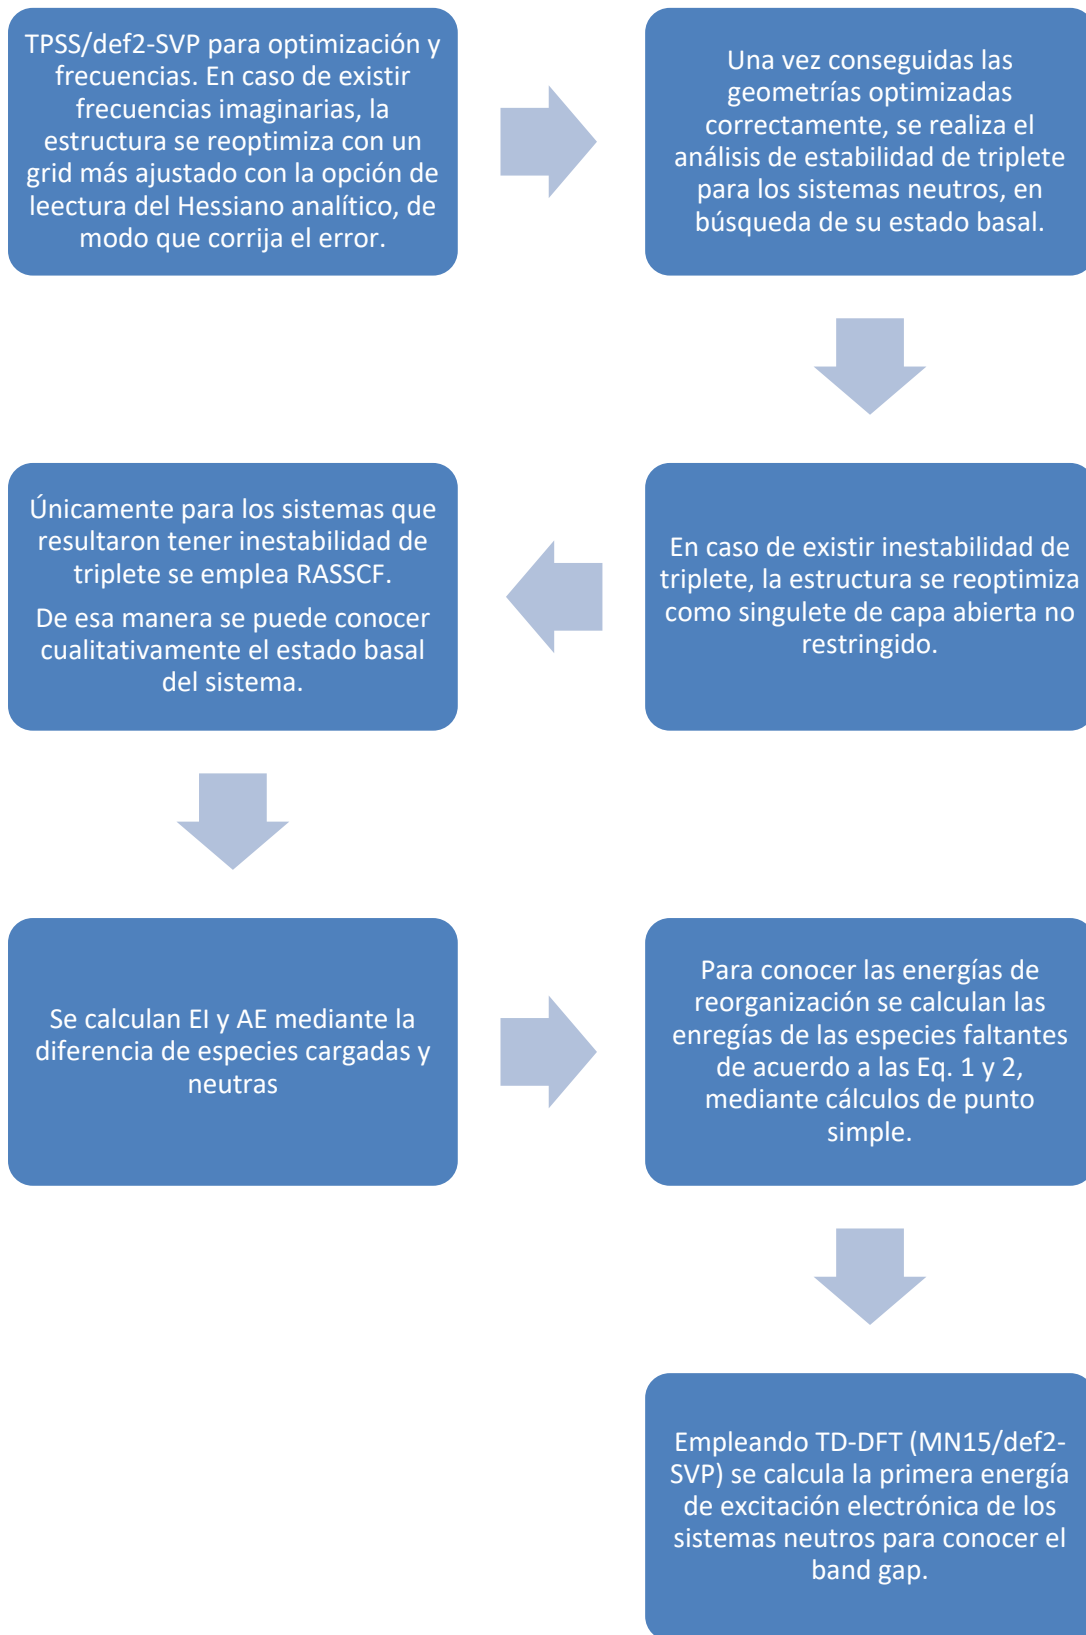 TPSS/def2-SVP para optimización y
frecuencias. En caso de existir
frecuencias imaginarias, la
estructura se reoptimiza con un
grid más ajustado con la opción de
leectura del Hessiano analítico, de
modo que corrija el error.
Una vez conseguidas las
geometrías optimizadas
correctamente, se realiza el
análisis de estabilidad de triplete
para los sistemas neutros, en
búsqueda de su estado basal.
En caso de existir inestabilidad de
triplete, la estructura se reoptimiza
como singulete de capa abierta no
restringido.
Únicamente para los sistemas que
resultaron tener inestabilidad de
triplete se emplea RASSCF.
De esa manera se puede conocer
cualitativamente el estado basal
del sistema.
Se calculan EI y AE mediante la
diferencia de especies cargadas y
neutras
Para conocer las energías de
reorganización se calculan las
enregías de las especies faltantes
de acuerdo a las Eq. 1 y 2,
mediante cálculos de punto
simple.
Empleando TD-DFT (MN15/def2-
SVP) se calcula la primera energía
de excitación electrónica de los
sistemas neutros para conocer el
band gap.